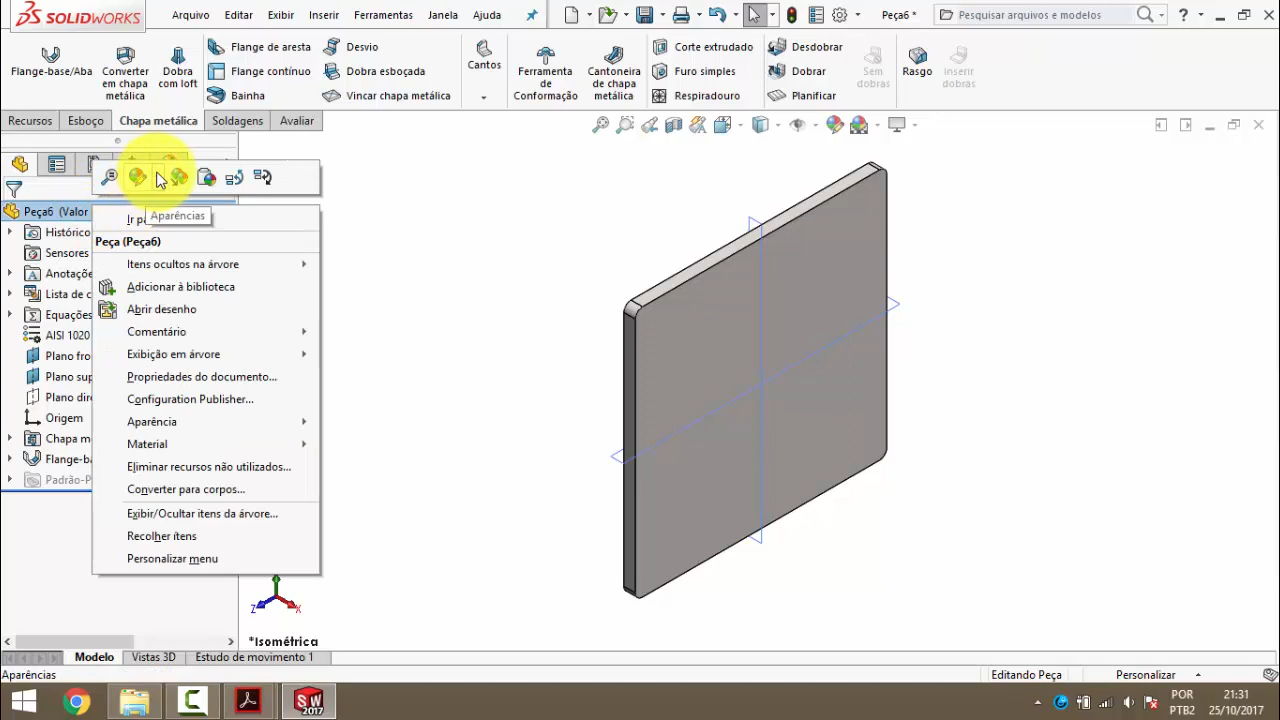 SOLIDWORKS
Arquivo
Editar
Exibir
Inserir
Ferramentas
Janela
Ajuda
Peça6 *
Pesquisar arquivos e modelos
Flange-base/Aba
Converter
em chapa
metálica
Dobra
com loft
Flange de aresta
Flange contínuo
Bainha
Desvio
Dobra esboçada
Vincar chapa metálica
Cantos
Ferramenta
de
Conformação
Cantoneira
de chapa
metálica
Corte extrudado
Furo simples
Respiradouro
Desdobrar
Dobrar
Planificar
Sem
dobras
Rasgo
Inserir
dobras
Recursos
Esboço
Chapa metálica
Soldagens
Avaliar
Peça6 (Valor
Histórico
Sensores
Anotaçõe
Lista de c
Equaçõe
AISI 1020
Plano fro
Plano sup
Plano dir
Origem
Chapa m
Flange-b
Padrão-P
Ir p
Aparências
Peça (Peça6)
Itens ocultos na árvore
Adicionar à biblioteca
Abrir desenho
Comentário
Exibição em árvore
Propriedades do documento...
Configuration Publisher...
Aparência
Material
Eliminar recursos não utilizados...
Converter para corpos...
Exibir/Ocultar itens da árvore...
Recolher ítens
Personalizar menu
Z
X
*Isométrica
Modelo
Vistas 3D
Estudo de movimento 1
Aparências
Editando Peça
Personalizar
SW
2017
POR
PTB2
21:31
25/10/2017